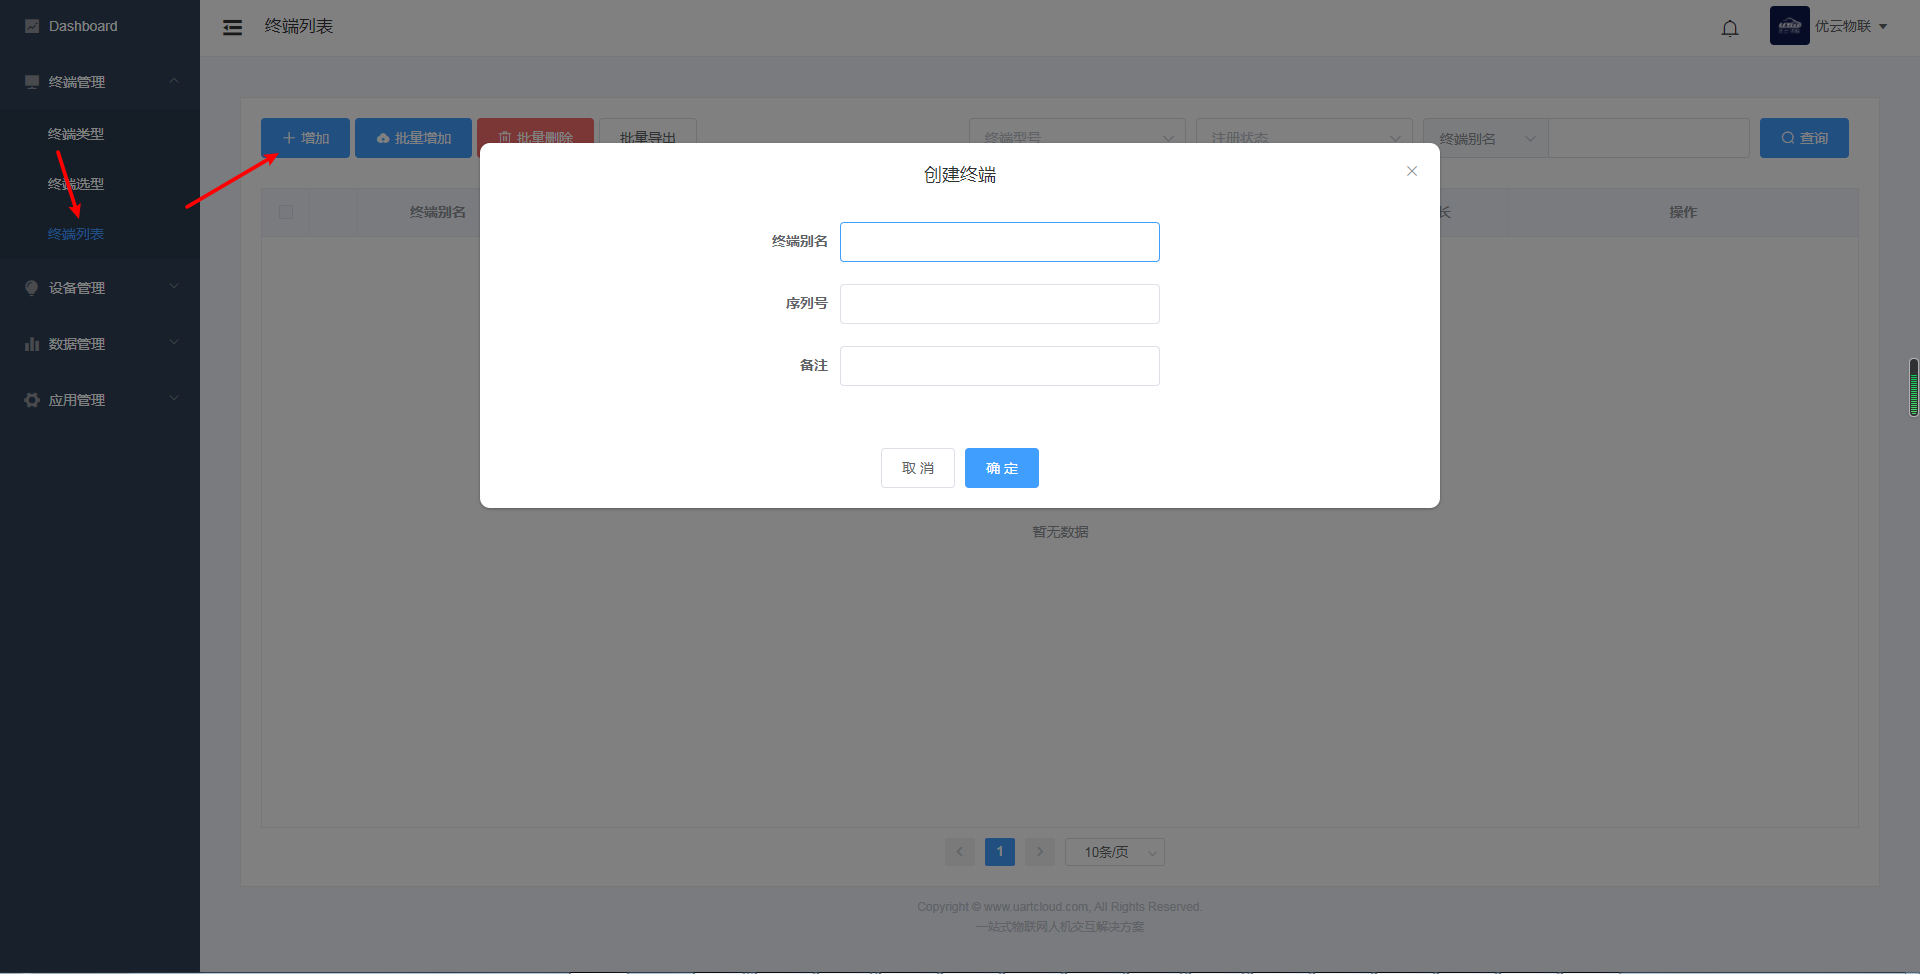 Dashboard
终端管理
终端类型
终端选型
终端列表
设备管理
数据管理
应用管理
终端列表
优云物联
增加
批量增加
批量删除
批量导出
终端型号
注册状态
终端别名
查询
终端别名
长
操作
创建终端
终端别名
序列号
备注
取 消
确 定
暂无数据
1
10条/页
Copyright © www.uartcloud.com, All Rights Reserved.
一站式物联网人机交互解决方案